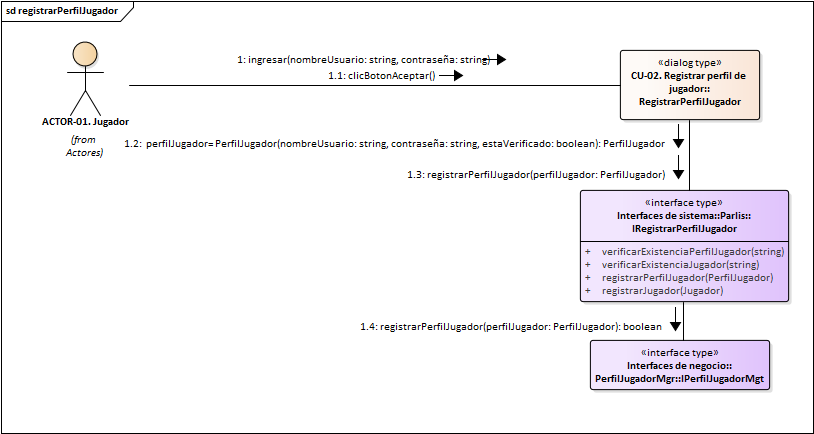 sd registrarPerfilJugador
1: ingresar(nombreUsuario: string, contraseña: string)
1.1: clicBotonAceptar()
«dialog type»
CU-02. Registrar perfil de
jugador::
RegistrarPerfilJugador
ACTOR-01. Jugador
(from
Actores)
1.2: perfilJugador= PerfilJugador(nombreUsuario: string, contraseña: string, estaVerificado: boolean): PerfilJugador
1.3: registrarPerfilJugador(perfilJugador: PerfilJugador)
«interface type»
Interfaces de sistema::Parlis::
IRegistrarPerfilJugador
+ verificarExistenciaPerfilJugador(string)
+ verificarExistenciaJugador(string)
+ registrarPerfilJugador(PerfilJugador)
+ registrarJugador(Jugador)
1.4: registrarPerfilJugador(perfilJugador: PerfilJugador): boolean
«interface type»
Interfaces de negocio::
PerfilJugadorMgr::IPerfilJugadorMgt